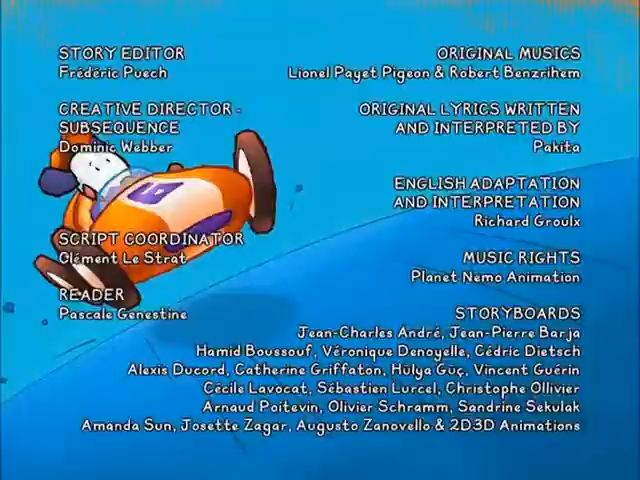 STORY EDITOR
Frédéric Puech
CREATIVE DIRECTOR -
SUBSEQUENCE
Dominic Webber
SCRIPT COORDINATOR
Clément Le Strat
READER
Pascale Genestine
ORIGINAL MUSICS
Lionel Payet Pigeon & Robert Benzrihem
ORIGINAL LYRICS WRITTEN
AND INTERPRETED BY
Pakita
ENGLISH ADAPTATION
AND INTERPRETATION
Richard Groulx
MUSIC RIGHTS
Planet Nemo Animation
STORYBOARDS
Jean-Charles André, Jean-Pierre Barja
Hamid Boussouf, Véronique Denoyelle, Cédric Dietsch
Alexis Ducord, Catherine Griffaton, Hülya Güç, Vincent Guérin
Cécile Lavocat, Sébastien Lurcel, Christophe Ollivier
Arnaud Poitevin, Olivier Schramm, Sandrine Sekulak
Amanda Sun, Josette Zagar, Augusto Zanovello & 2D3D Animations